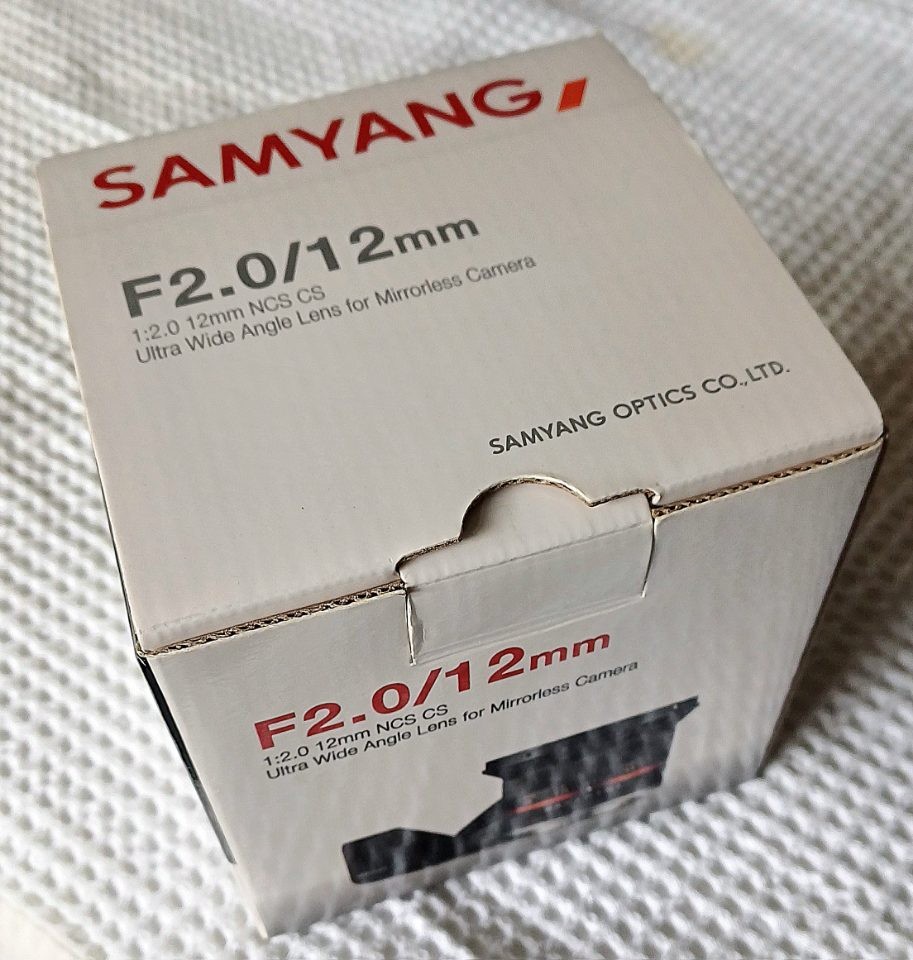 SAMYANG
F2.0/12mm
1:2.0 12mm NCS CS
Ultra Wide Angle Lens for Mirrorless Camera
SAMYANG OPTICS CO.,LTD.
F2.0/12mm
1:2.0 12mm NCS CS
Ultra Wide Angle Lens for Mirrorless Camera